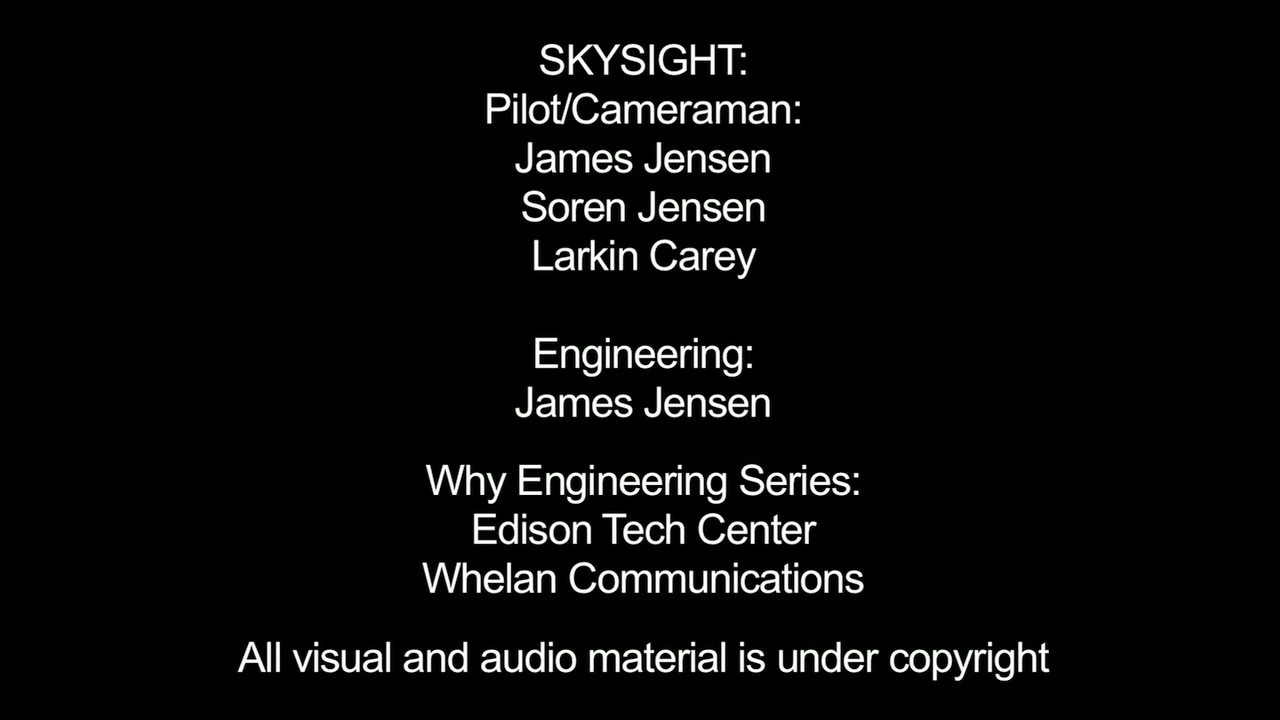 SKYSIGHT:
Pilot/Cameraman:
James Jensen
Soren Jensen
Larkin Carey
Engineering:
James Jensen
Why Engineering Series:
Edison Tech Center
Whelan Communications
All visual and audio material is under copyright